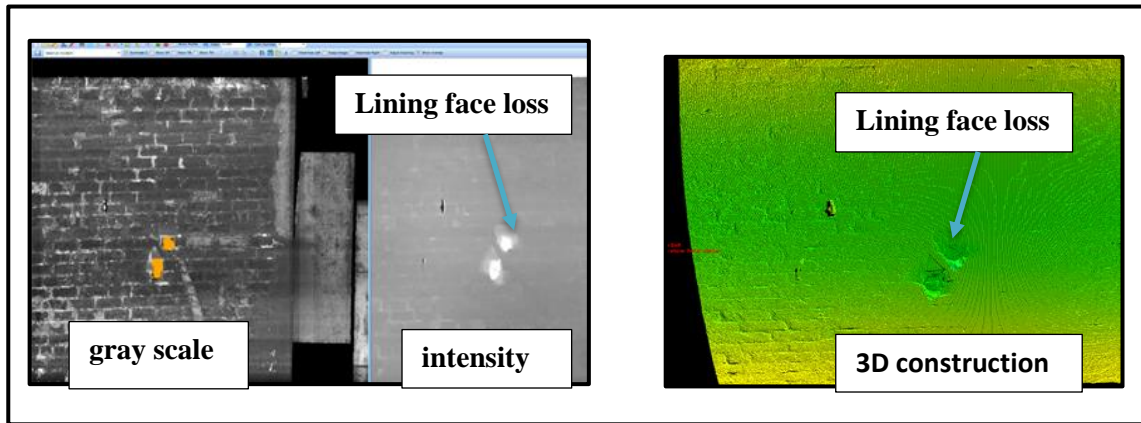 Lining face loss
gray scale
intensity
Lining face loss
3D construction